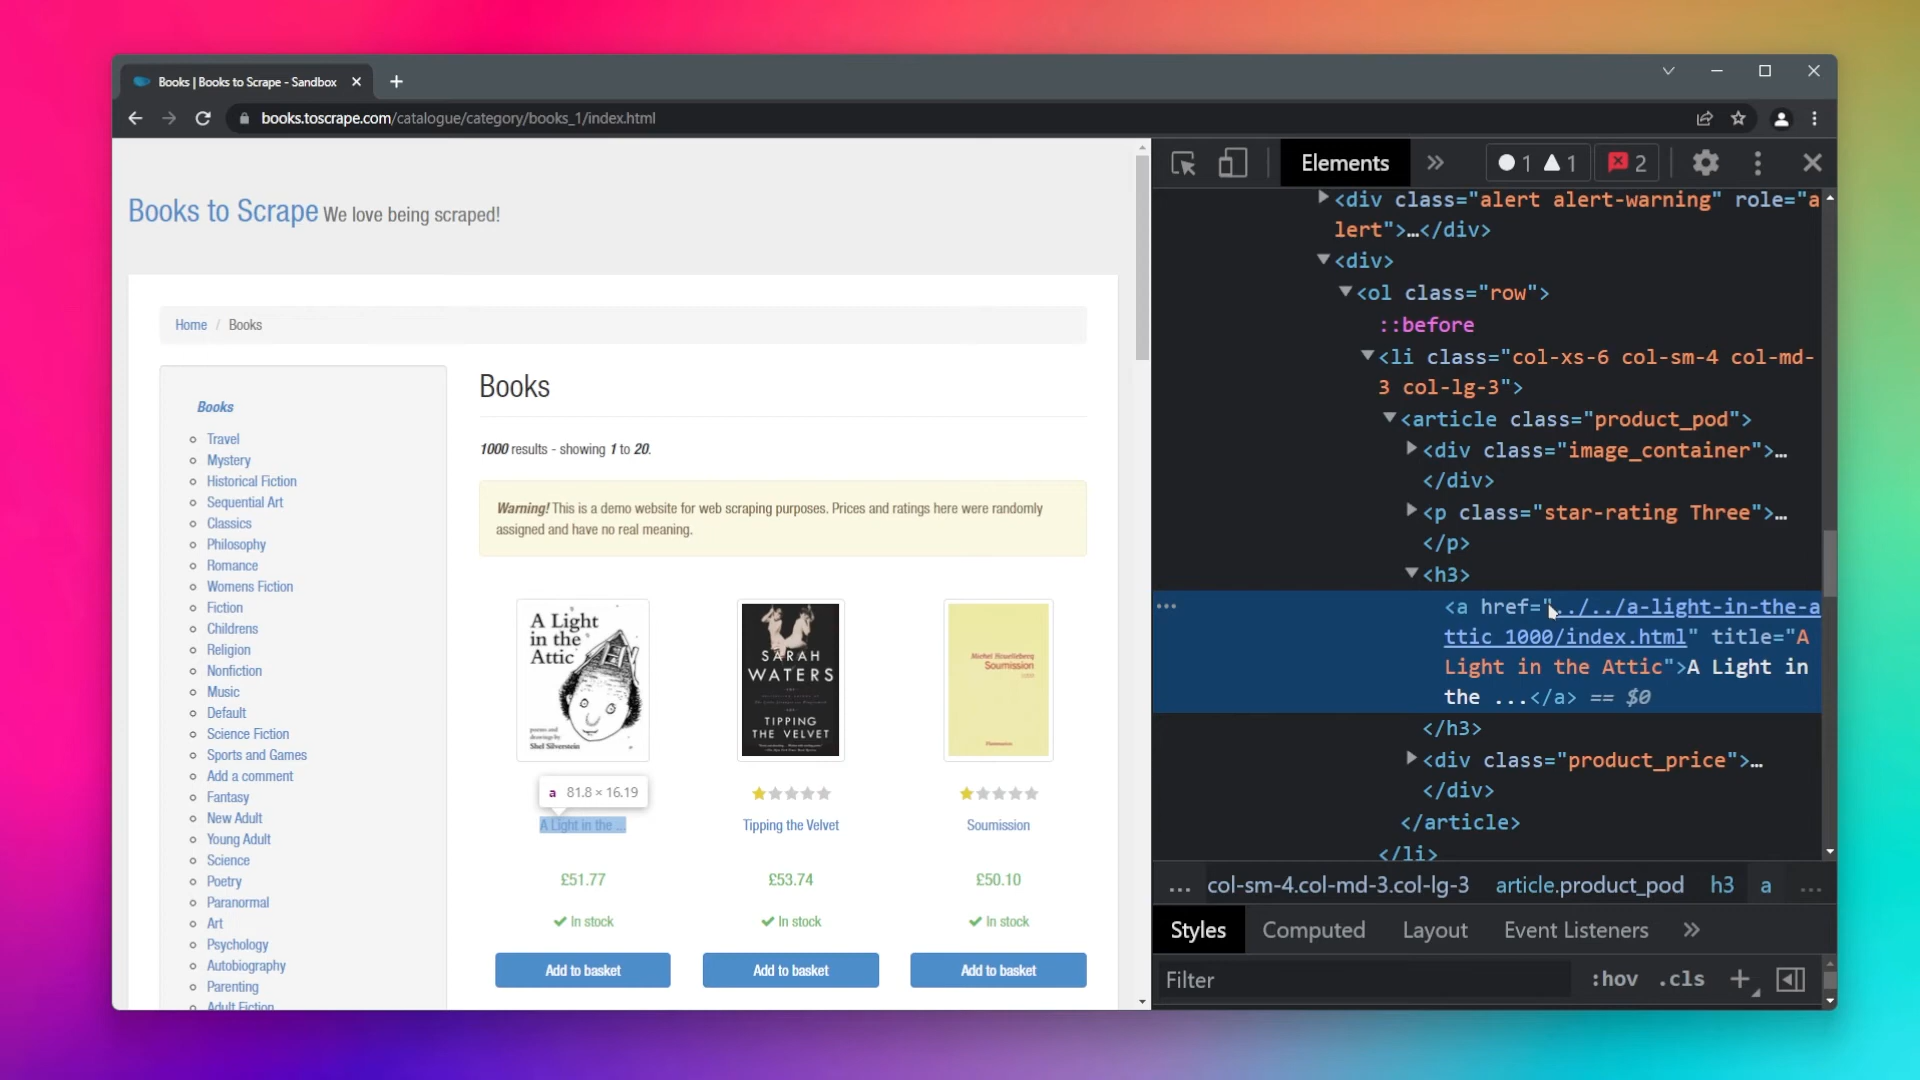 Books | Books to Scrape - Sandbox
books.toscrape.com/catalogue/category/books_1/index.html
Books to Scrape We love being scraped!
Home / Books
Books
Travel
Mystery
Historical Fiction
Sequential Art
Classics
Philosophy
Romance
Womens Fiction
Fiction
Childrens
Religion
Nonfiction
Music
Default
Science Fiction
Sports and Games
Add a comment
Fantasy
New Adult
Young Adult
Science
Poetry
Paranormal
Art
Psychology
Autobiography
Parenting
Adult Fiction
Books
1000 results - showing 1 to 20.
Warning! This is a demo website for web scraping purposes. Prices and ratings here were randomly
assigned and have no real meaning.
A Light
in the
Attic
poems and
drawings by
Shel Silverstein
SARAH
WATERS
TIPPING
THE VELVET
Michel Houellebecq
Soumission
Flammarion
a 81.8 × 16.19
A Light in the ...
Tipping the Velvet
Soumission
£51.77
£53.74
£50.10
In stock
In stock
In stock
Add to basket
Add to basket
Add to basket
Elements
1
1
2
<div class="alert alert-warning" role="a
lert">…</div>
<div>
<ol class="row">
::before
<li class="col-xs-6 col-sm-4 col-md-
3 col-lg-3">
<article class="product_pod">
<div class="image_container">…
</div>
<p class="star-rating Three">…
</p>
<h3>
<a href="../../a-light-in-the-a
ttic_1000/index.html" title="A
Light in the Attic">A Light in
the ...</a> == $0
</h3>
<div class="product_price">…
</div>
</article>
</li>
... col-sm-4.col-md-3.col-lg-3 article.product_pod h3 a ...
Styles Computed Layout Event Listeners
Filter :hov .cls